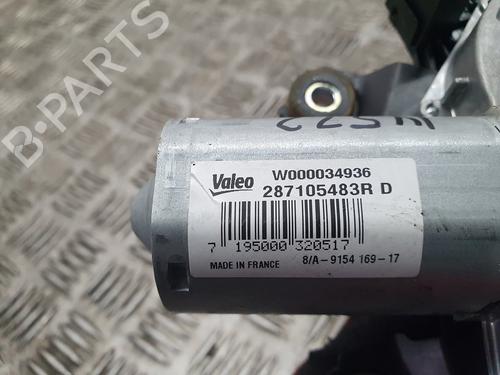 B-PARTS
Valeo
W000034936
287105483R D
7 195000 320517
MADE IN FRANCE
8/A-9154 169-17